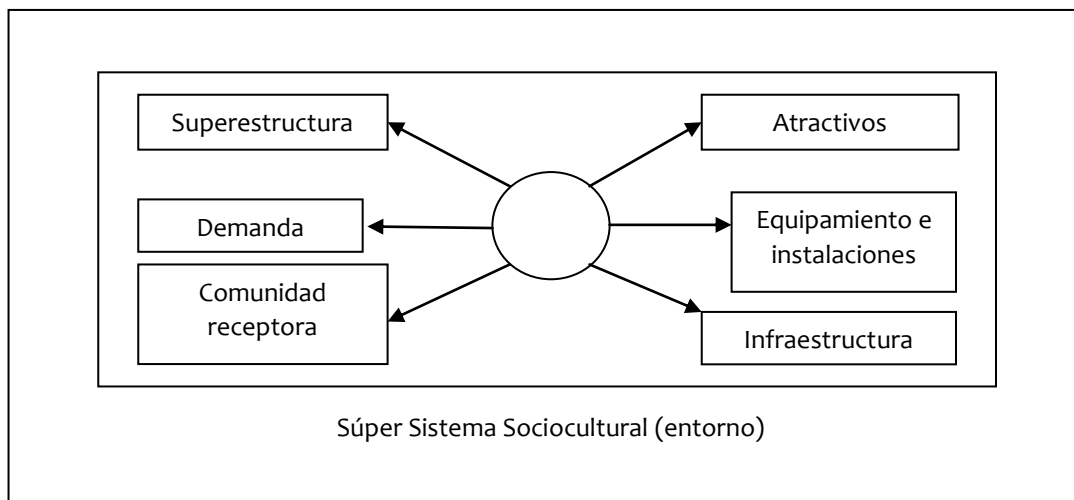 Superestructura
Atractivos
Demanda
Equipamiento e
instalaciones
Comunidad
receptora
Infraestructura
Súper Sistema Sociocultural (entorno)